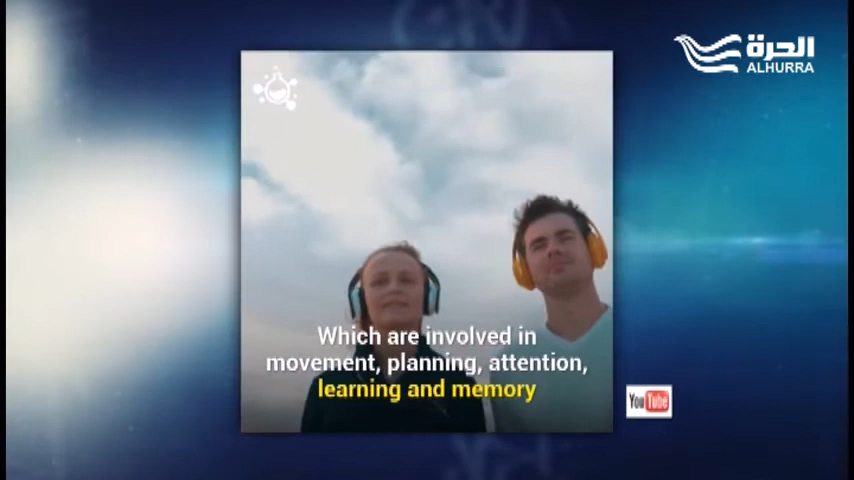 الحرة
ALHURRA
Which are involved in
movement, planning, attention,
learning and memory
YouTube